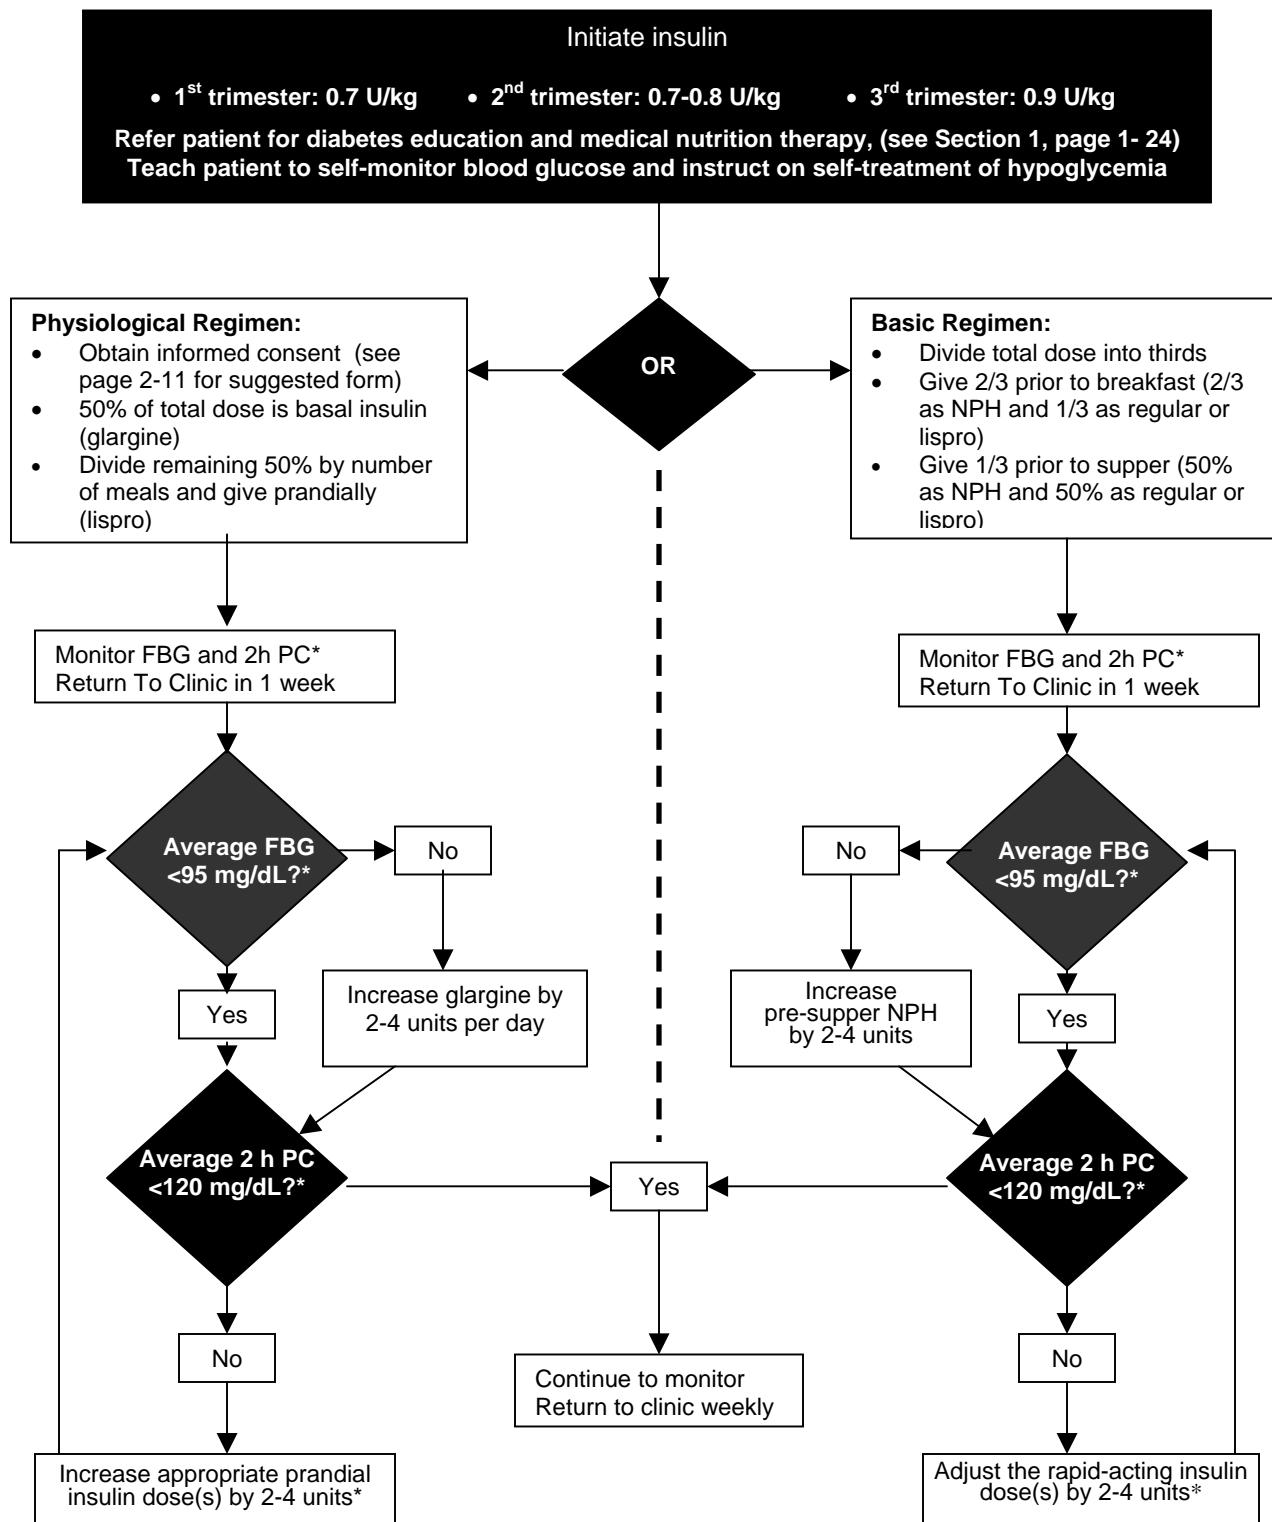 Initiate insulin
• 1st trimester: 0.7 U/kg • 2nd trimester: 0.7-0.8 U/kg • 3rd trimester: 0.9 U/kg
Refer patient for diabetes education and medical nutrition therapy, (see Section 1, page 1- 24)
Teach patient to self-monitor blood glucose and instruct on self-treatment of hypoglycemia
OR
Physiological Regimen:
• Obtain informed consent (see
page 2-11 for suggested form)
• 50% of total dose is basal insulin
(glargine)
• Divide remaining 50% by number
of meals and give prandially
(lispro)
Basic Regimen:
• Divide total dose into thirds
• Give 2/3 prior to breakfast (2/3
as NPH and 1/3 as regular or
lispro)
• Give 1/3 prior to supper (50%
as NPH and 50% as regular or
lispro)
Monitor FBG and 2h PC*
Return To Clinic in 1 week
Monitor FBG and 2h PC*
Return To Clinic in 1 week
Average FBG
<95 mg/dL?*
No
No
Average FBG
<95 mg/dL?*
Yes
Increase glargine by
2-4 units per day
Increase
pre-supper NPH
by 2-4 units
Yes
Average 2 h PC
<120 mg/dL?*
Yes
Average 2 h PC
<120 mg/dL?*
No
Continue to monitor
Return to clinic weekly
No
Increase appropriate prandial
insulin dose(s) by 2-4 units*
Adjust the rapid-acting insulin
dose(s) by 2-4 units*